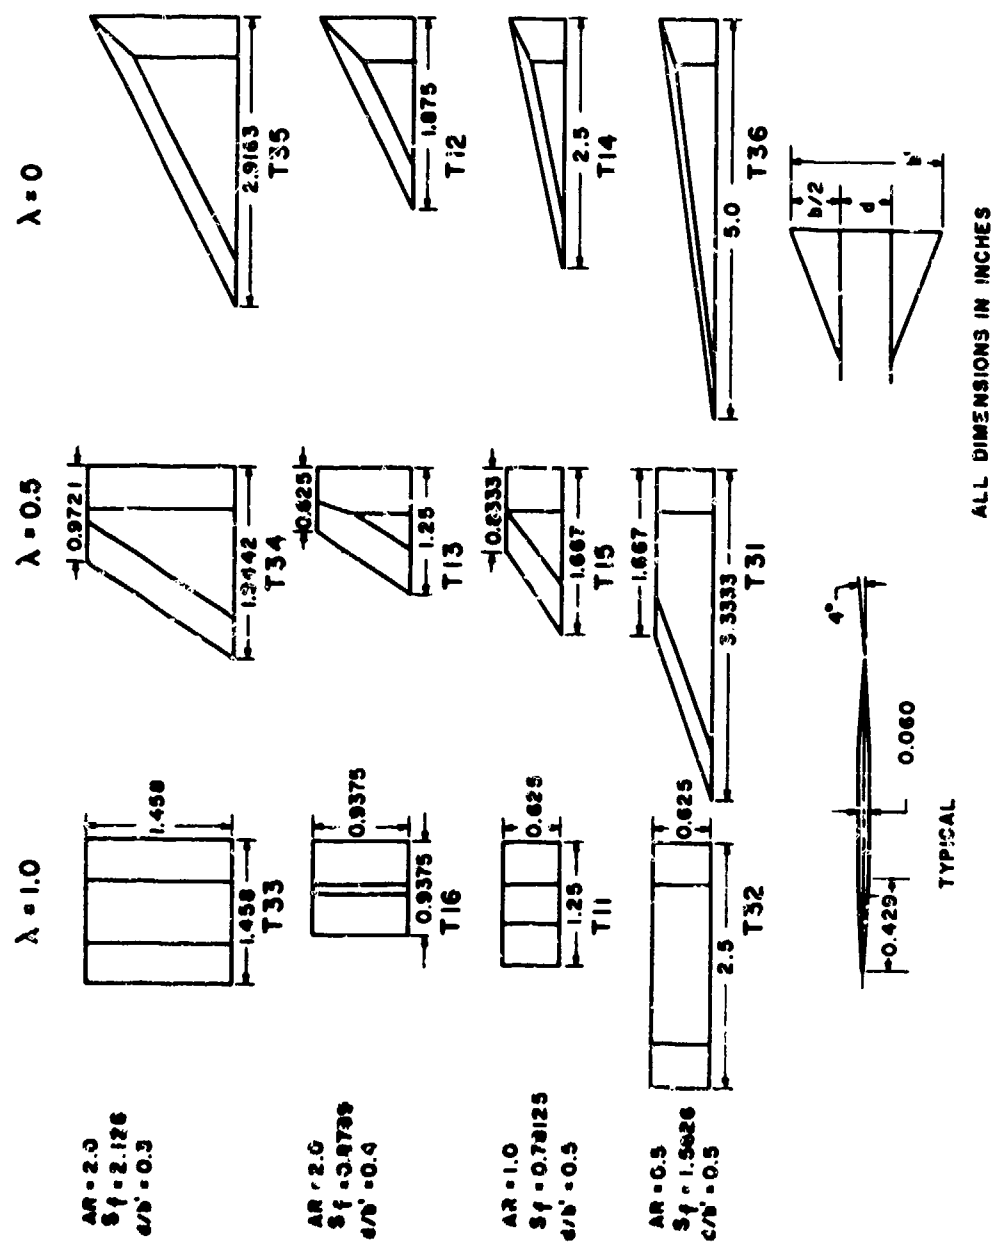 λ = 1.0
λ = 0.5
λ = 0
AR = 2.0
S f = 2.126
d/b' = 0.3
1.458
1.458
T33
0.9721
1.9442
T34
2.9163
T35
AR = 2.0
S f = 0.8789
d/b' = 0.4
0.9375
0.9375
T16
0.625
1.25
T13
1.875
T12
AR = 1.0
S f = 0.78125
d/b' = 0.5
0.625
1.25
T11
0.8333
1.667
T15
2.5
T14
AR = 0.5
S f = 1.5626
d/b' = 0.5
0.625
2.5
T32
1.667
3.3333
T31
5.0
T36
0.429
0.060
4°
TYPICAL
b/2
d
ALL DIMENSIONS IN INCHES